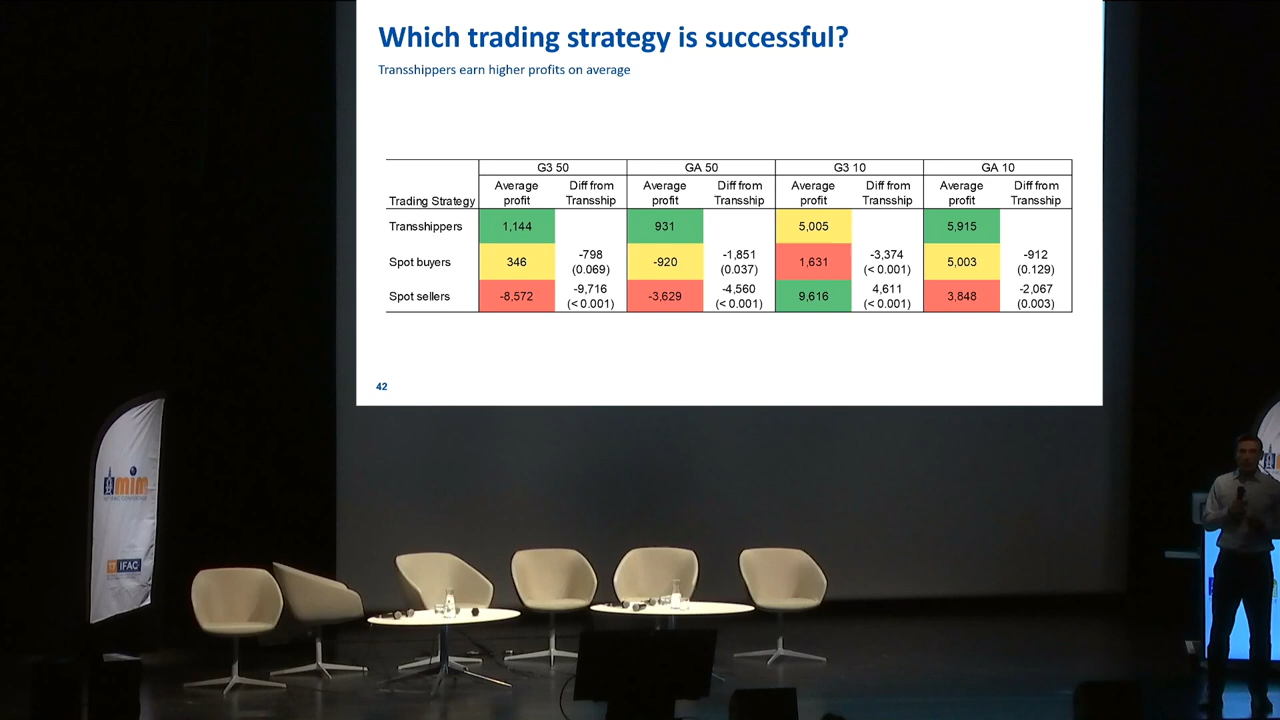 Which trading strategy is successful?
Transshippers earn higher profits on average
G3 50 GA 50 G3 10 GA 10
Trading Strategy Average profit Diff from Transship Average profit Diff from Transship Average profit Diff from Transship Average profit Diff from Transship
Transshippers 1,144 931 5,005 5,915
Spot buyers 346 -798 (0.069) -920 -1,851 (0.037) 1,631 -3,374 (< 0.001) 5,003 -912 (0.129)
Spot sellers -8,572 -9,716 (< 0.001) -3,629 -4,560 (< 0.001) 9,616 4,611 (< 0.001) 3,848 -2,067 (0.003)
42
mim
IFAC